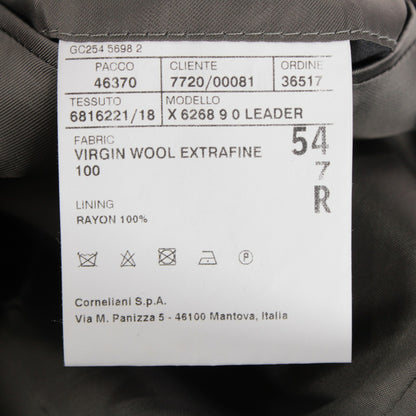 GC254 5698 2
PACCO CLIENTE ORDINE
46370 7720/00081 36517
TESSUTO MODELLO
6816221/18 X 6268 9 0 LEADER
FABRIC
VIRGIN WOOL EXTRAFINE
100
54
7
R
LINING
RAYON 100%
P
Corneliani S.p.A.
Via M. Panizza 5 - 46100 Mantova, Italia